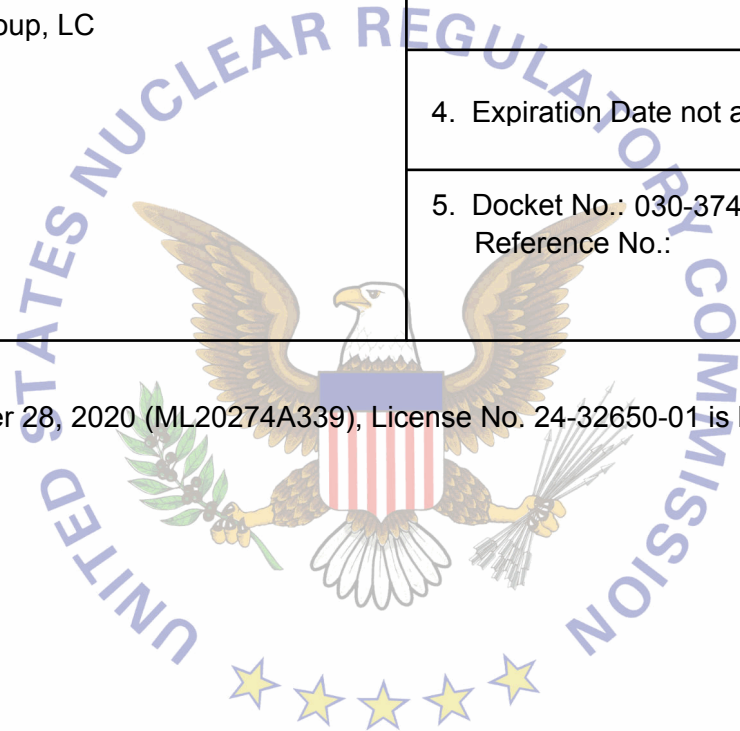 oup, LC
4. Expiration Date not a
5. Docket No.: 030-374
Reference No.:
er 28, 2020 (ML20274A339), License No. 24-32650-01 is
UNITED STATES NUCLEAR REGULATORY COMMISSION